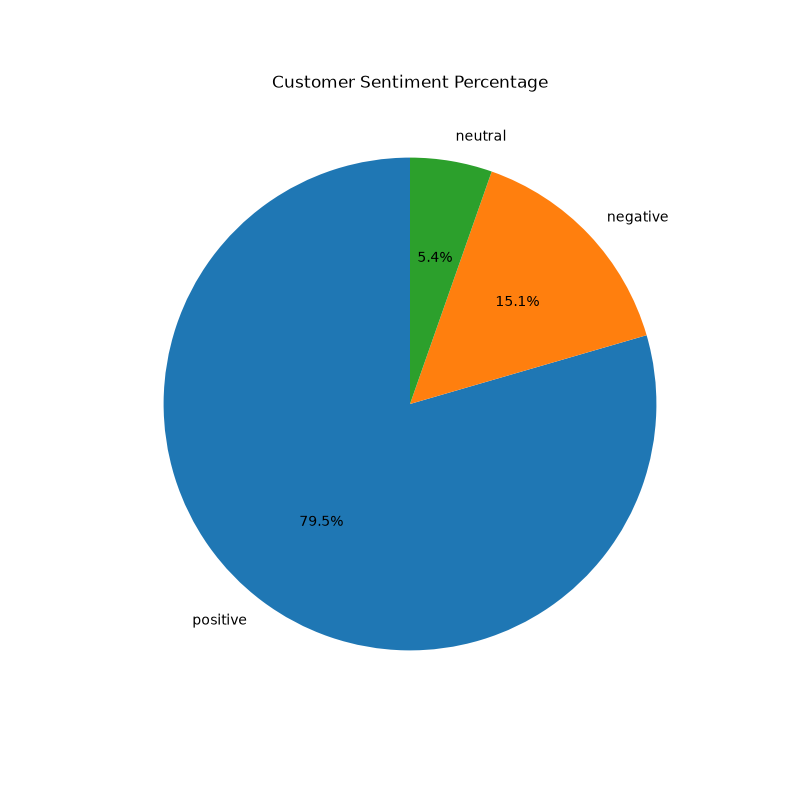 Customer Sentiment Percentage
neutral
negative
5.4%
15.1%
79.5%
positive